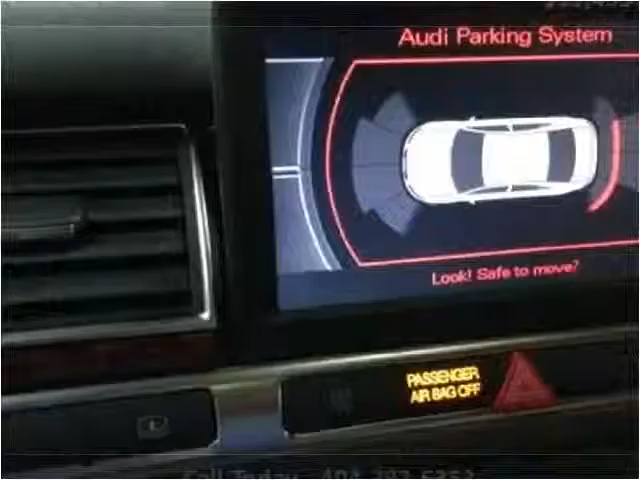 Audi Parking System
Look! Safe to move?
PASSENGER
AIR BAG OFF